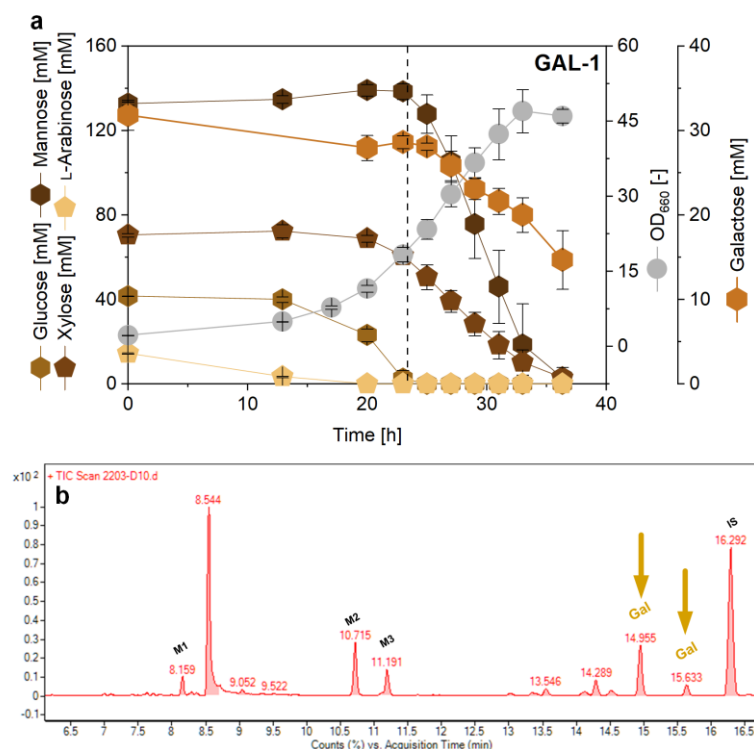 a
GAL-1
Mannose [mM]
L-Arabinose [mM]
Glucose [mM]
Xylose [mM]
160
120
80
40
0
60
45
30
15
0
OD660 [-]
40
30
20
10
0
Galactose [mM]
0 10 20 30 40
Time [h]
b
x10 2
+ TIC Scan 2203-D10.d
1
0.9
0.8
0.7
0.6
0.5
0.4
0.3
0.2
0.1
0
-0.1
8.544
M1
8.159
9.052
9.522
M2
10.715
M3
11.191
13.546
14.289
Gal
14.955
Gal
15.633
IS
16.292
6.5 7 7.5 8 8.5 9 9.5 10 10.5 11 11.5 12 12.5 13 13.5 14 14.5 15 15.5 16 16.5
Counts (%) vs. Acquisition Time (min)